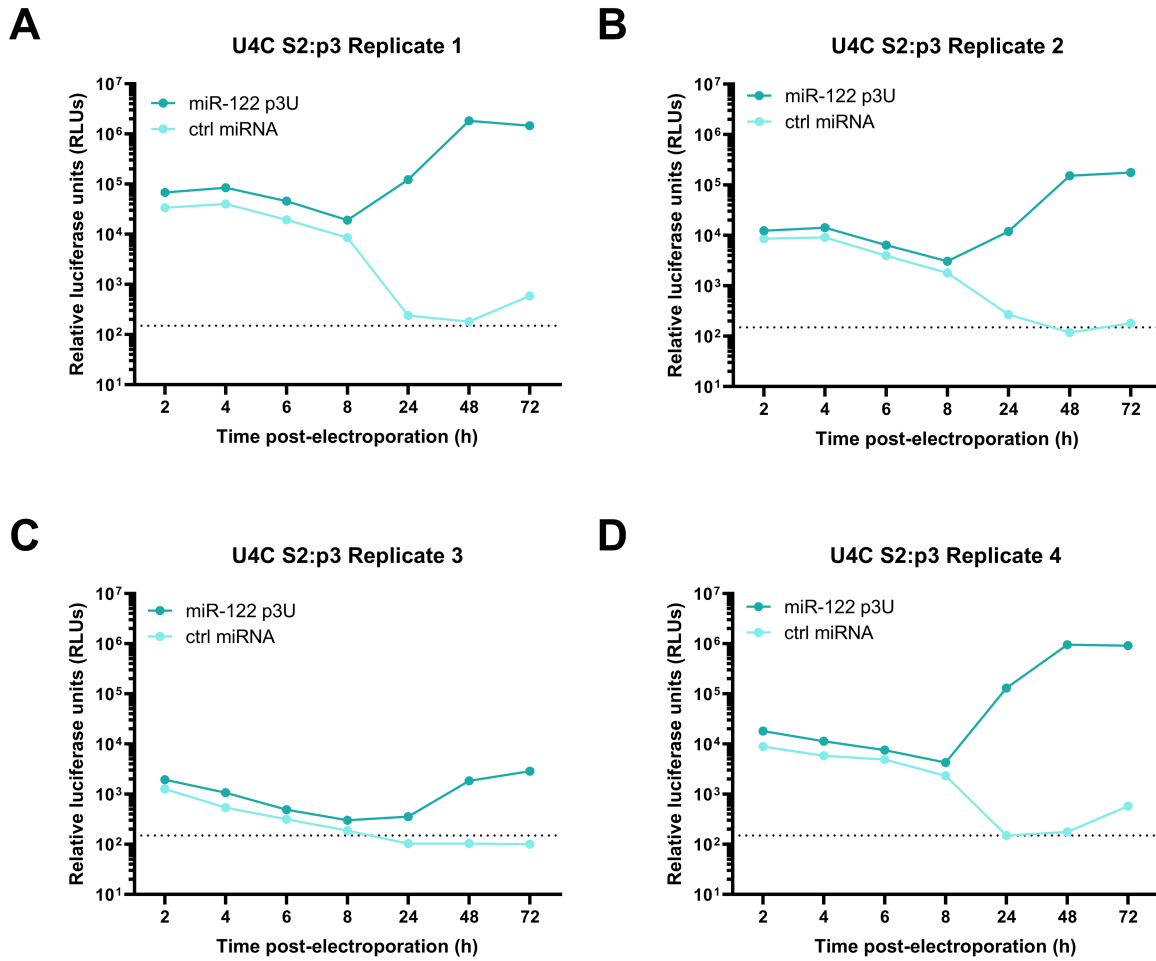 A
U4C S2:p3 Replicate 1
Relative luciferase units (RLUs)
10⁷
10⁶
10⁵
10⁴
10³
10²
10¹
miR-122 p3U
ctrl miRNA
2 4 6 8 24 48 72
Time post-electroporation (h)
B
U4C S2:p3 Replicate 2
Relative luciferase units (RLUs)
10⁷
10⁶
10⁵
10⁴
10³
10²
10¹
miR-122 p3U
ctrl miRNA
2 4 6 8 24 48 72
Time post-electroporation (h)
C
U4C S2:p3 Replicate 3
Relative luciferase units (RLUs)
10⁷
10⁶
10⁵
10⁴
10³
10²
10¹
miR-122 p3U
ctrl miRNA
2 4 6 8 24 48 72
Time post-electroporation (h)
D
U4C S2:p3 Replicate 4
Relative luciferase units (RLUs)
10⁷
10⁶
10⁵
10⁴
10³
10²
10¹
miR-122 p3U
ctrl miRNA
2 4 6 8 24 48 72
Time post-electroporation (h)